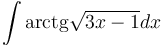 ∫ arctg√(3x − 1) dx